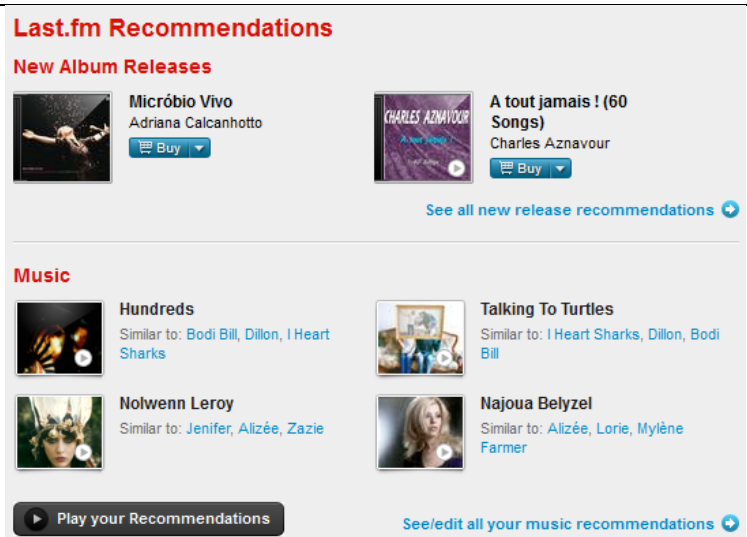 Last.fm Recommendations
New Album Releases
Micróbio Vivo
Adriana Calcanhotto
Buy
CHARLES AZNAVOUR
A tout jamais !
A tout jamais ! (60
Songs)
Charles Aznavour
Buy
See all new release recommendations
Music
Hundreds
Similar to: Bodi Bill, Dillon, I Heart
Sharks
Talking To Turtles
Similar to: I Heart Sharks, Dillon, Bodi
Bill
Nolwenn Leroy
Similar to: Jenifer, Alizée, Zazie
Najoua Belyzel
Similar to: Alizée, Lorie, Mylène
Farmer
Play your Recommendations
See/edit all your music recommendations